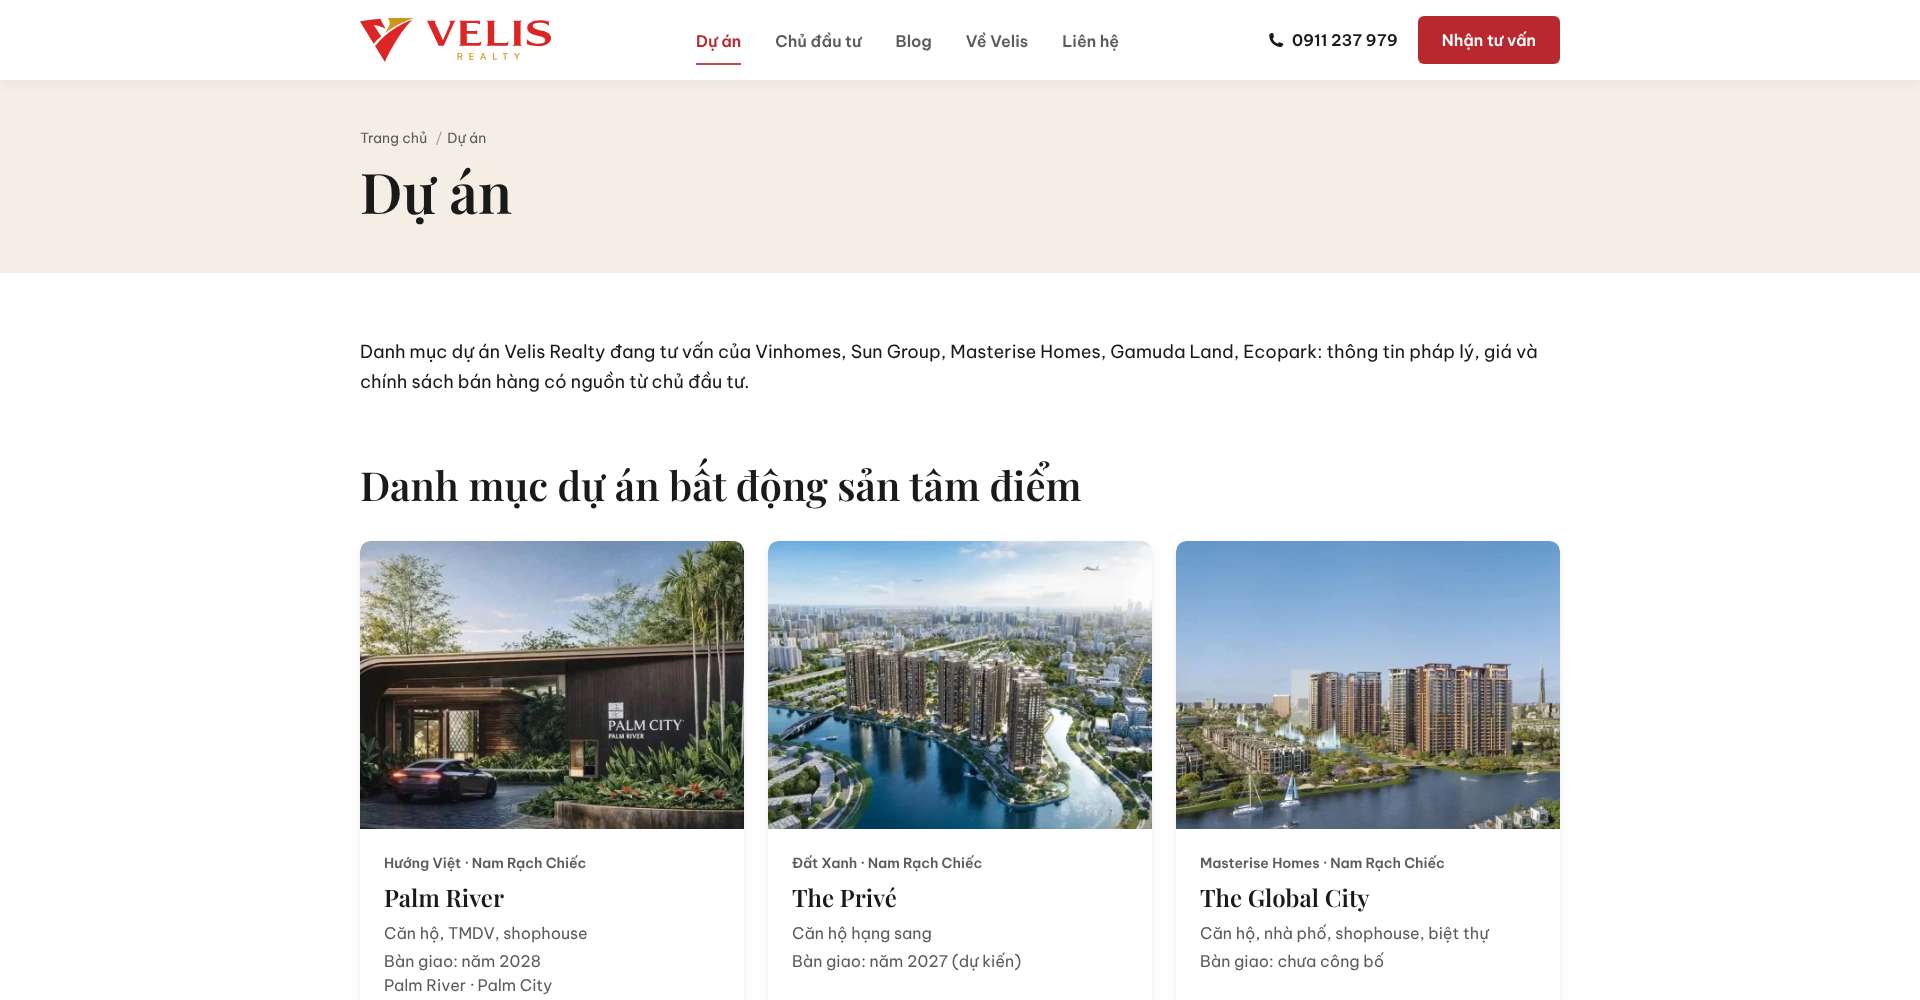 VELIS
REALTY
Dự án
Chủ đầu tư
Blog
Về Velis
Liên hệ
0911 237 979
Nhận tư vấn
Trang chủ / Dự án
Dự án
Danh mục dự án Velis Realty đang tư vấn của Vinhomes, Sun Group, Masterise Homes, Gamuda Land, Ecopark: thông tin pháp lý, giá và
chính sách bán hàng có nguồn từ chủ đầu tư.
Danh mục dự án bất động sản tâm điểm
PALM CITY
PALM RIVER
Hướng Việt · Nam Rạch Chiếc
Palm River
Căn hộ, TMDV, shophouse
Bàn giao: năm 2028
Palm River · Palm City
Đất Xanh · Nam Rạch Chiếc
The Privé
Căn hộ hạng sang
Bàn giao: năm 2027 (dự kiến)
Masterise Homes · Nam Rạch Chiếc
The Global City
Căn hộ, nhà phố, shophouse, biệt thự
Bàn giao: chưa công bố